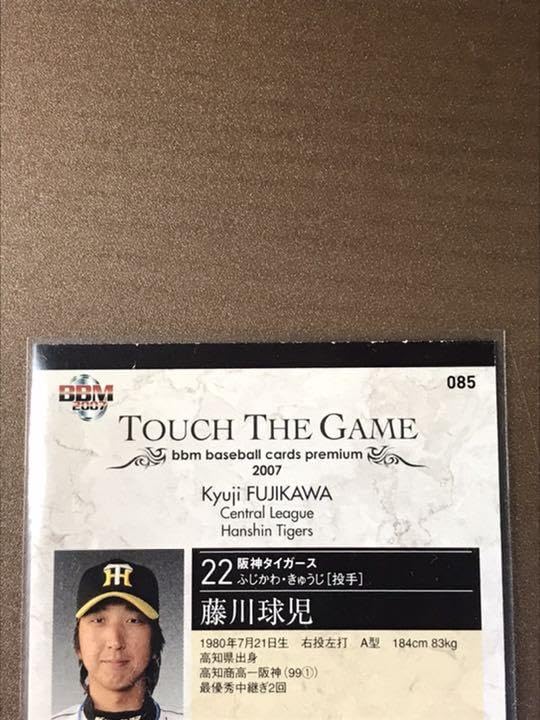 BBM
2007
085
TOUCH THE GAME
bbm baseball cards premium
2007
Kyuji FUJIKAWA
Central League
Hanshin Tigers
22 阪神タイガース
ふじかわ・きゅうじ[投手]
藤川球児
1980年7月21日生 右投左打 A型 184cm 83kg
高知県出身
高知商高ー阪神(99①)
最優秀中継ぎ2回